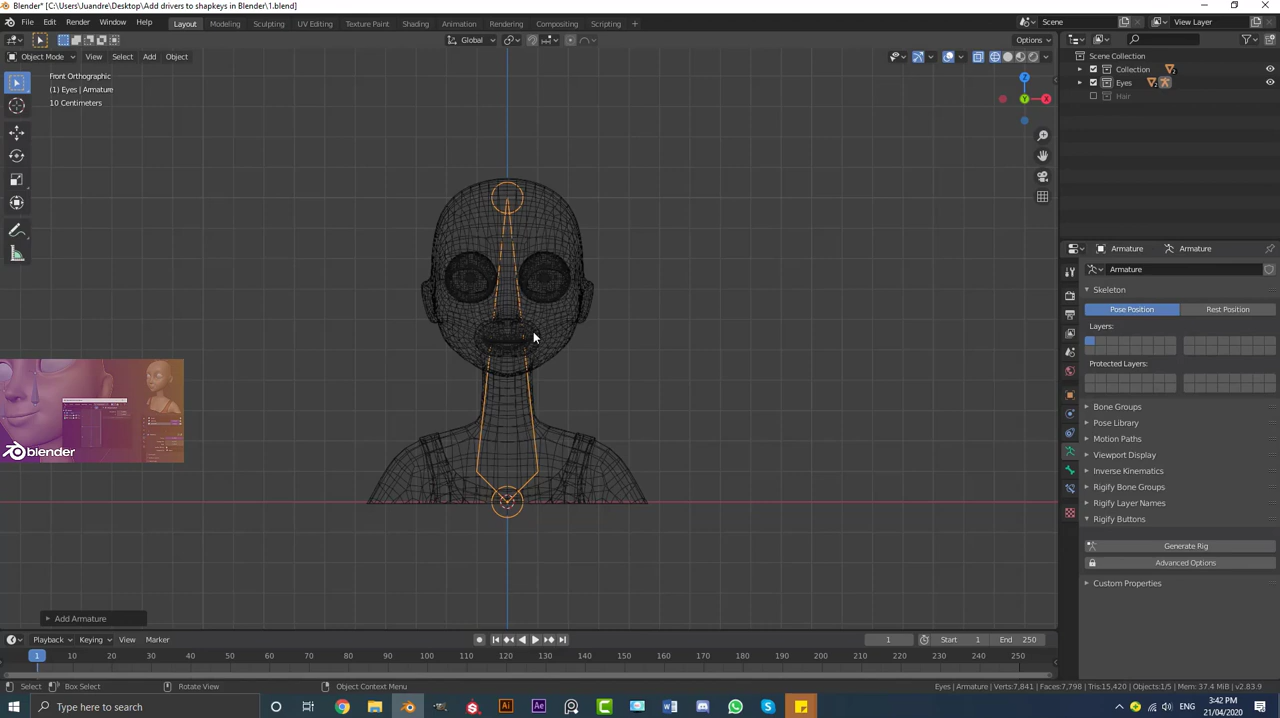 Blender* [C:\Users\Juandre\Desktop\Add drivers to shapkeys in Blender\1.blend]
File Edit Render Window Help Layout Modeling Sculpting UV Editing Texture Paint Shading Animation Rendering Compositing Scripting + Scene View Layer
Global Options
Object Mode View Select Add Object
Front Orthographic
(1) Eyes | Armature
10 Centimeters
Z
Y
X
Scene Collection
Collection
Eyes
Hair
Armature Armature
Armature
Skeleton
Pose Position Rest Position
Layers:
Protected Layers:
Bone Groups
Pose Library
Motion Paths
Viewport Display
Inverse Kinematics
Rigify Bone Groups
Rigify Layer Names
Rigify Buttons
Generate Rig
Advanced Options
Custom Properties
blender
Add Armature
Playback Keying View Marker 1 Start 1 End 250
1 10 20 30 40 50 60 70 80 90 100 110 120 130 140 150 160 170 180 190 200 210 220 230 240 250
Select Box Select Rotate View Object Context Menu Eyes | Armature | Verts:7,841 | Faces:7,798 | Tris:15,420 | Objects:1/5 | Mem: 37.4 MiB | v2.83.9
Type here to search 3:42 PM
21/04/2020